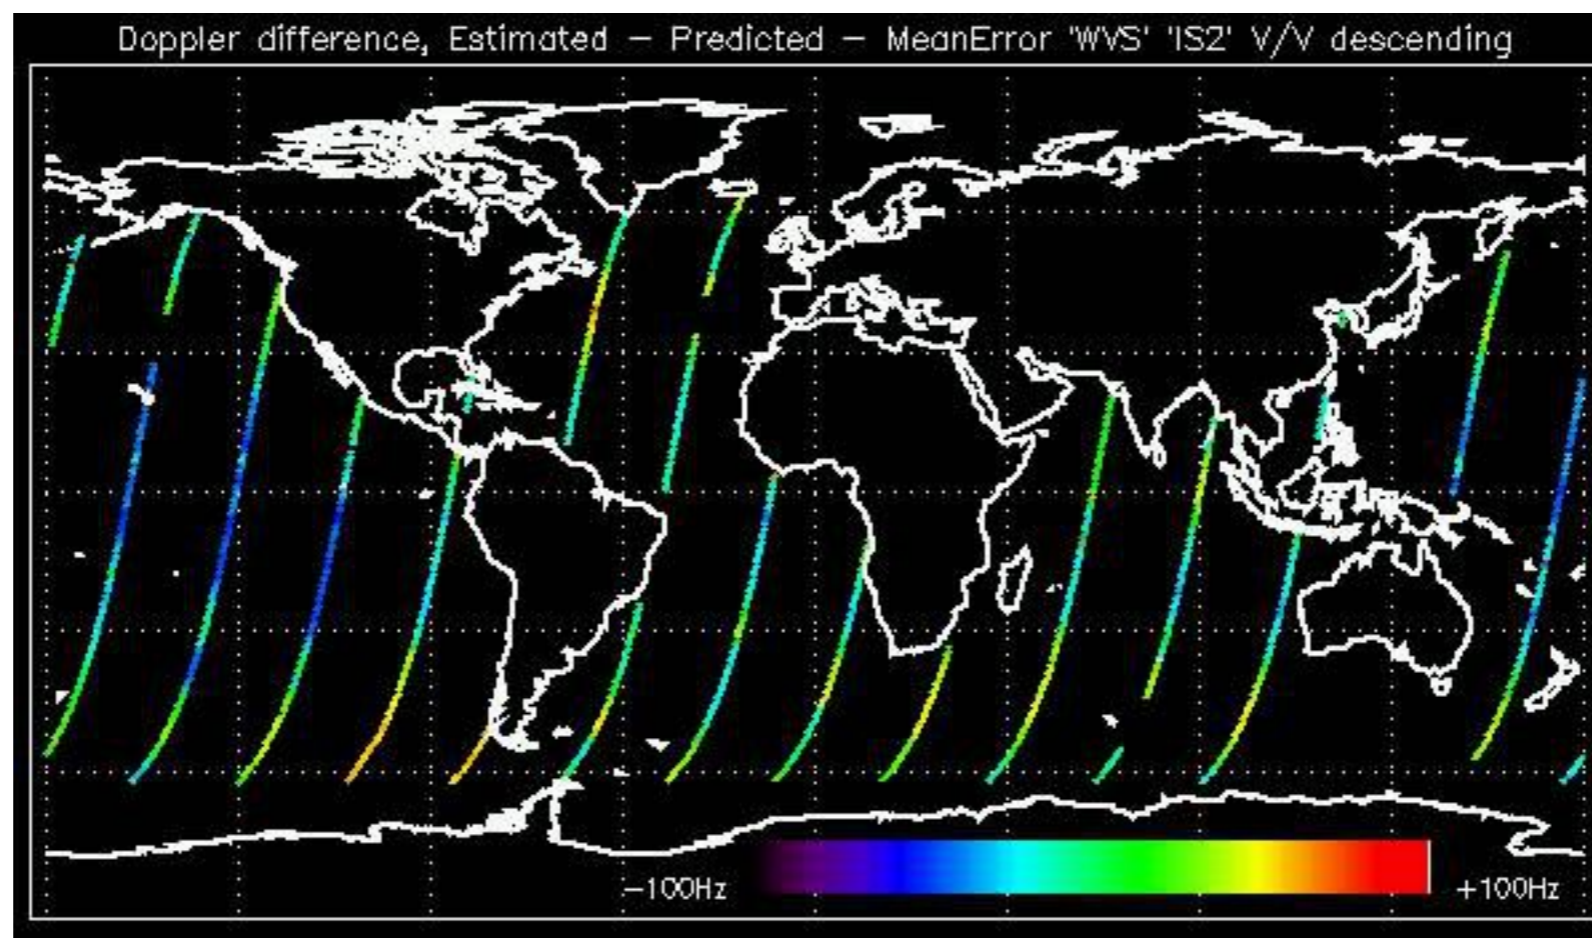 Doppler difference, Estimated – Predicted – MeanError 'WVS' 'IS2' V/V descending
–100Hz +100Hz